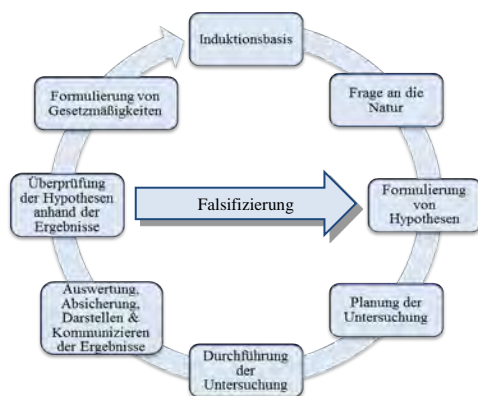 Induktionsbasis
Frage an die
Natur
Formulierung
von
Hypothesen
Planung der
Untersuchung
Durchführung
der
Untersuchung
Auswertung,
Absicherung,
Darstellen &
Kommunizieren
der Ergebnisse
Überprüfung
der Hypothesen
anhand der
Ergebnisse
Formulierung von
Gesetzmäßigkeiten
Falsifizierung